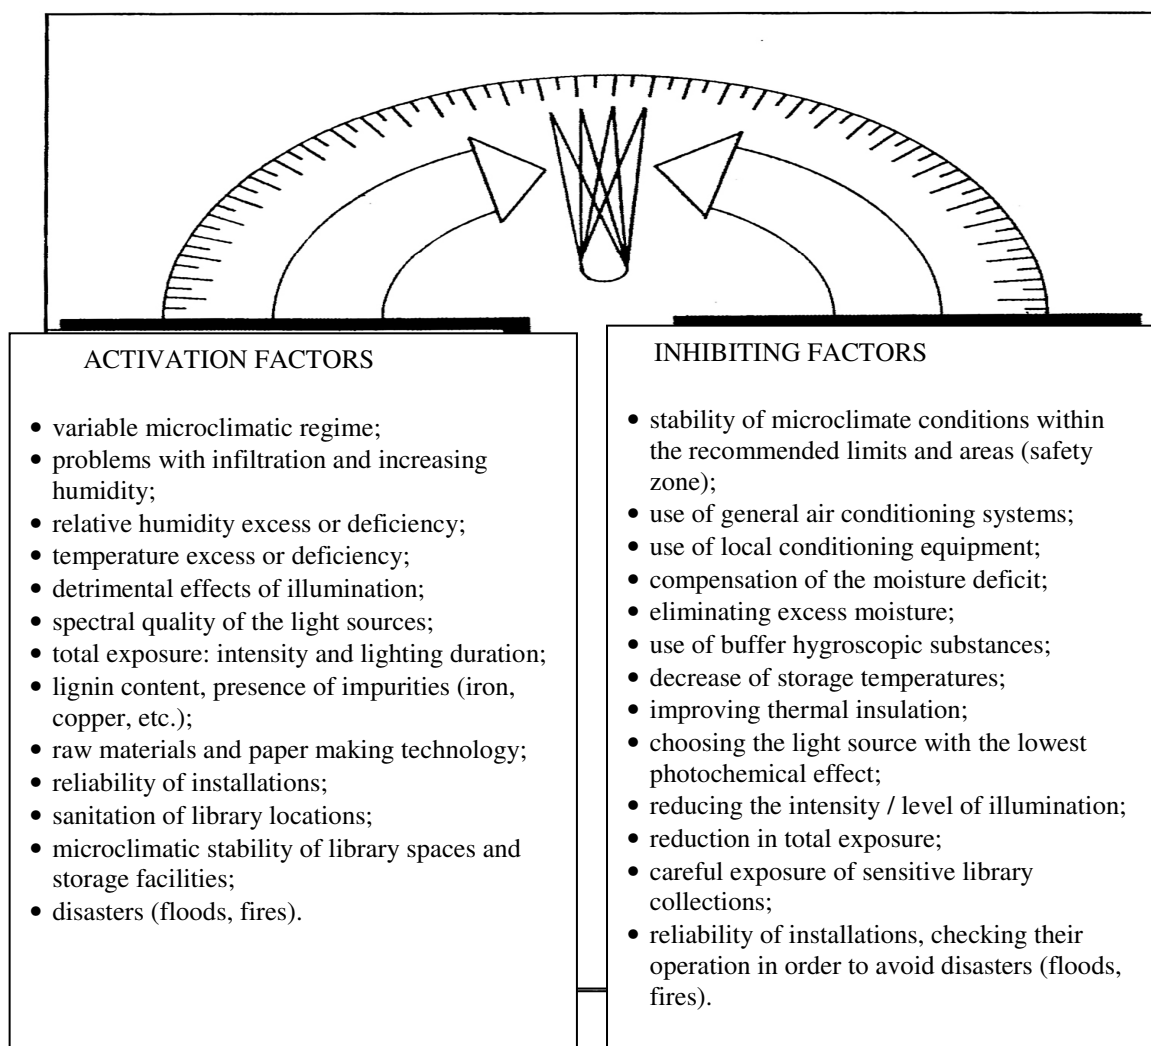 ACTIVATION FACTORS
• variable microclimatic regime;
• problems with infiltration and increasing
humidity;
• relative humidity excess or deficiency;
• temperature excess or deficiency;
• detrimental effects of illumination;
• spectral quality of the light sources;
• total exposure: intensity and lighting duration;
• lignin content, presence of impurities (iron,
copper, etc.);
• raw materials and paper making technology;
• reliability of installations;
• sanitation of library locations;
• microclimatic stability of library spaces and
storage facilities;
• disasters (floods, fires).
INHIBITING FACTORS
• stability of microclimate conditions within
the recommended limits and areas (safety
zone);
• use of general air conditioning systems;
• use of local conditioning equipment;
• compensation of the moisture deficit;
• eliminating excess moisture;
• use of buffer hygroscopic substances;
• decrease of storage temperatures;
• improving thermal insulation;
• choosing the light source with the lowest
photochemical effect;
• reducing the intensity / level of illumination;
• reduction in total exposure;
• careful exposure of sensitive library
collections;
• reliability of installations, checking their
operation in order to avoid disasters (floods,
fires).